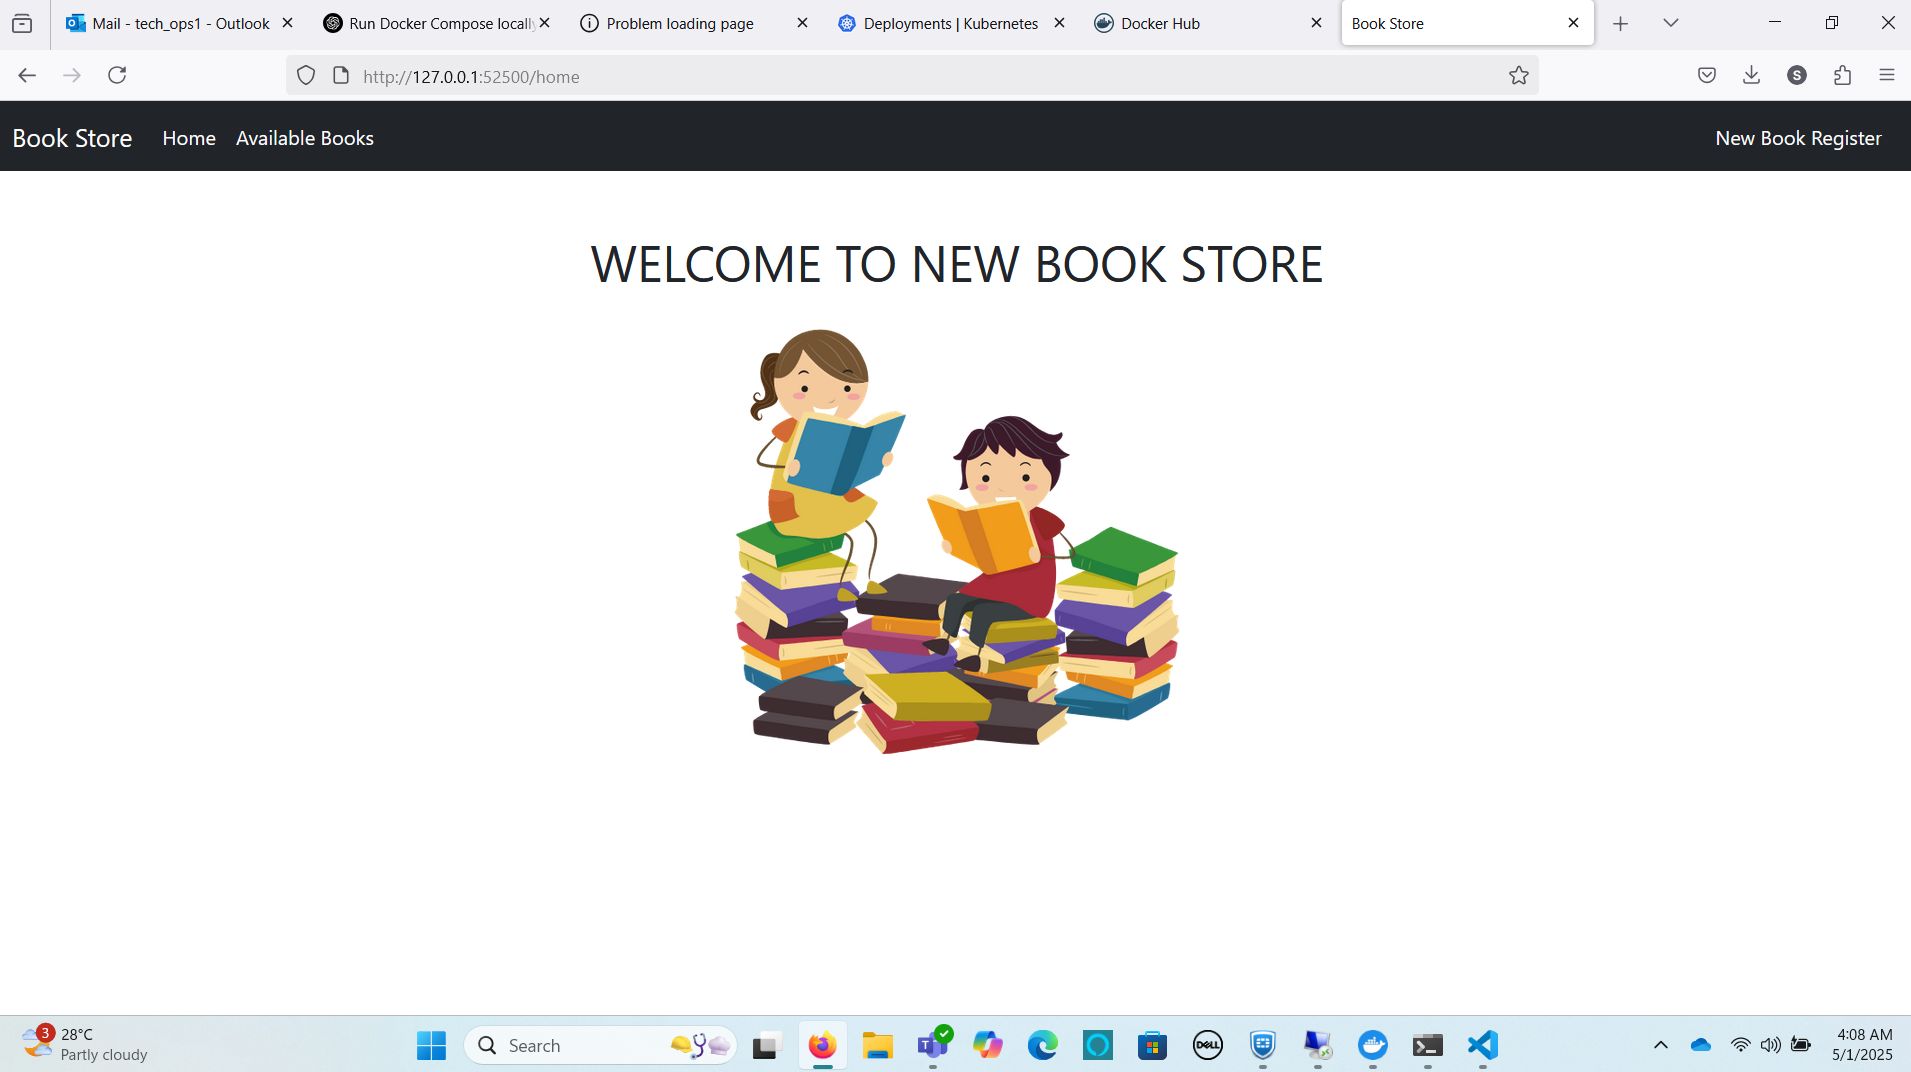 Mail - tech_ops1 - Outlook
Run Docker Compose locally
Problem loading page
Deployments | Kubernetes
Docker Hub
Book Store
http://127.0.0.1:52500/home
S
Book Store
Home
Available Books
New Book Register
WELCOME TO NEW BOOK STORE
3
28°C
Partly cloudy
Search
DELL
4:08 AM
5/1/2025